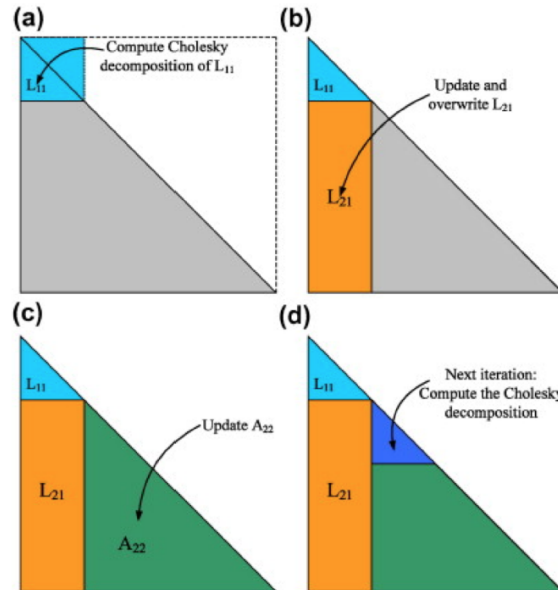 (a)
Compute Cholesky
decomposition of L₁₁
L₁₁
(b)
L₁₁
Update and
overwrite L₂₁
L₂₁
(c)
L₁₁
Update A₂₂
L₂₁
A₂₂
(d)
L₁₁
Next iteration:
Compute the Cholesky
decomposition
L₂₁